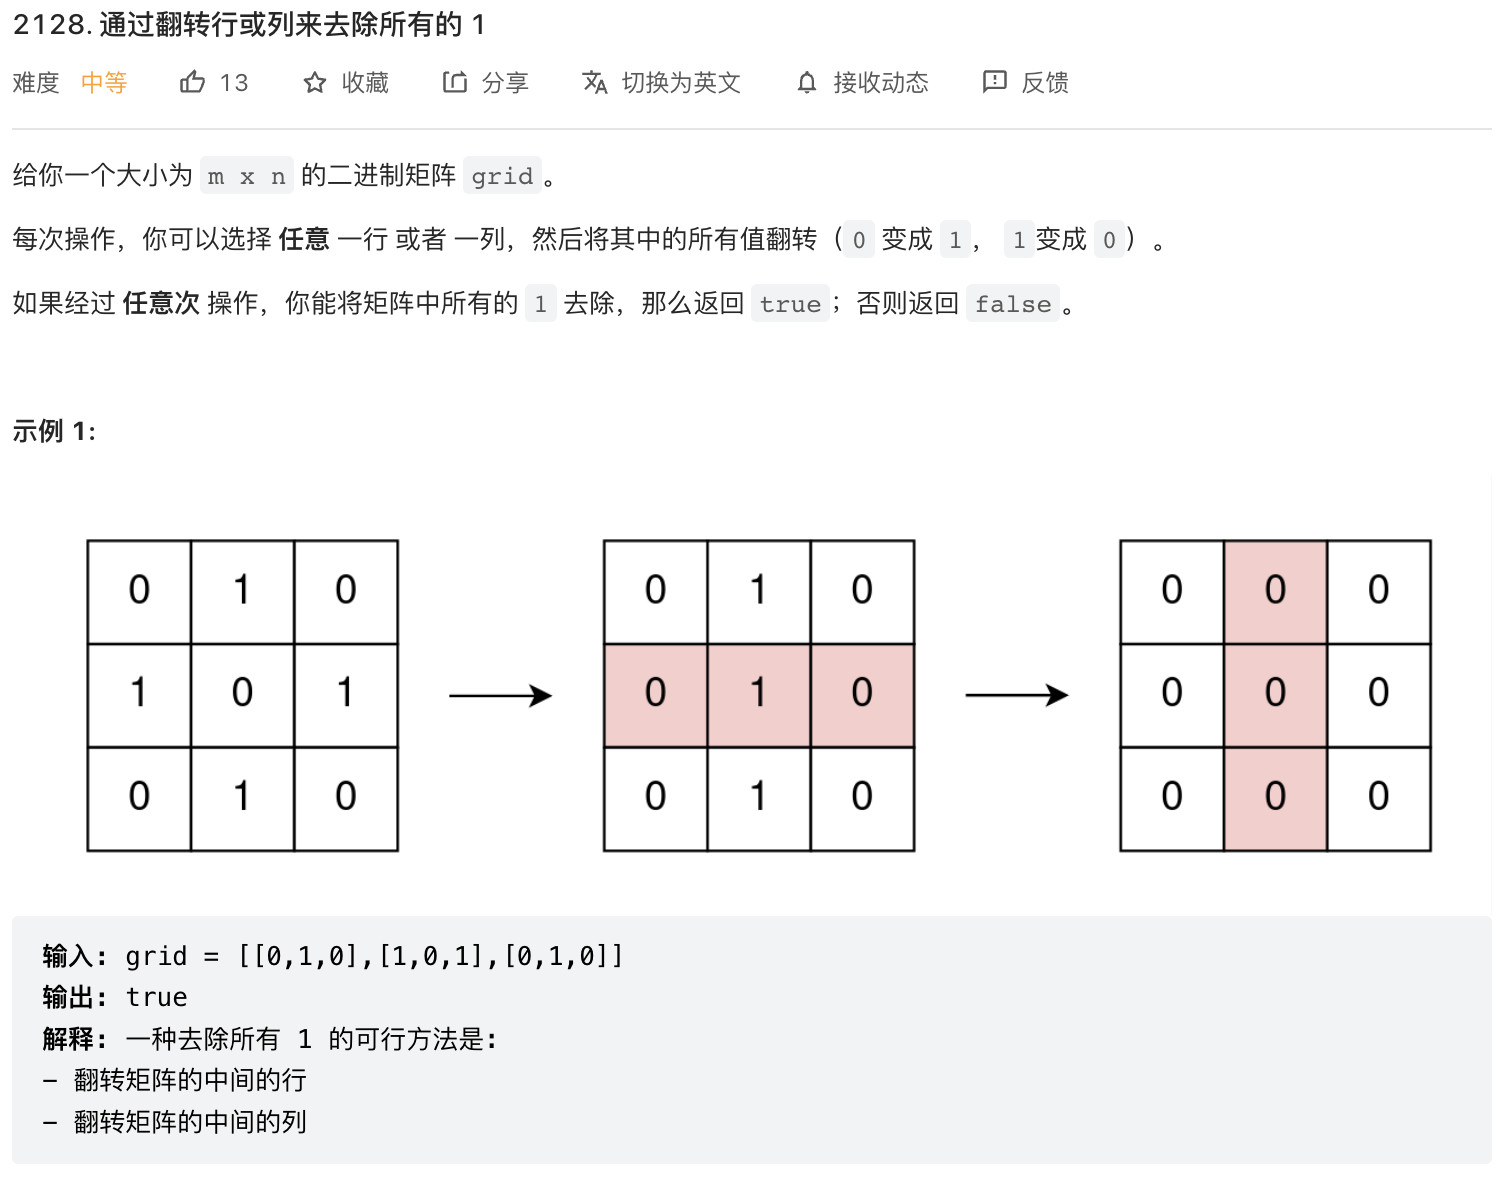 2128. 通过翻转行或列来去除所有的 1
难度 中等 13 收藏 分享 切换为英文 接收动态 反馈
给你一个大小为 m x n 的二进制矩阵 grid 。
每次操作，你可以选择 任意 一行 或者 一列，然后将其中的所有值翻转（0 变成 1， 1变成 0）。
如果经过 任意次 操作，你能将矩阵中所有的 1 去除，那么返回 true；否则返回 false。
示例 1:
0 1 0 0 1 0 0 0 0
1 0 1 0 1 0 0 0 0
0 1 0 0 1 0 0 0 0
输入: grid = [[0,1,0],[1,0,1],[0,1,0]]
输出: true
解释: 一种去除所有 1 的可行方法是:
- 翻转矩阵的中间的行
- 翻转矩阵的中间的列